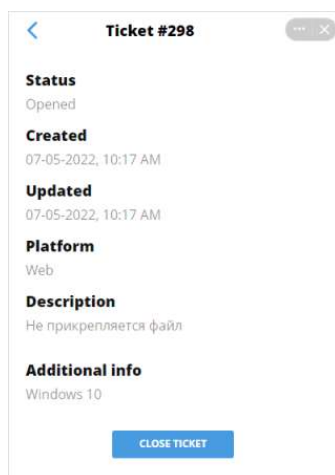 Ticket #298
Status
Opened
Created
07-05-2022, 10:17 AM
Updated
07-05-2022, 10:17 AM
Platform
Web
Description
Не прикрепляется файл
Additional info
Windows 10
CLOSE TICKET